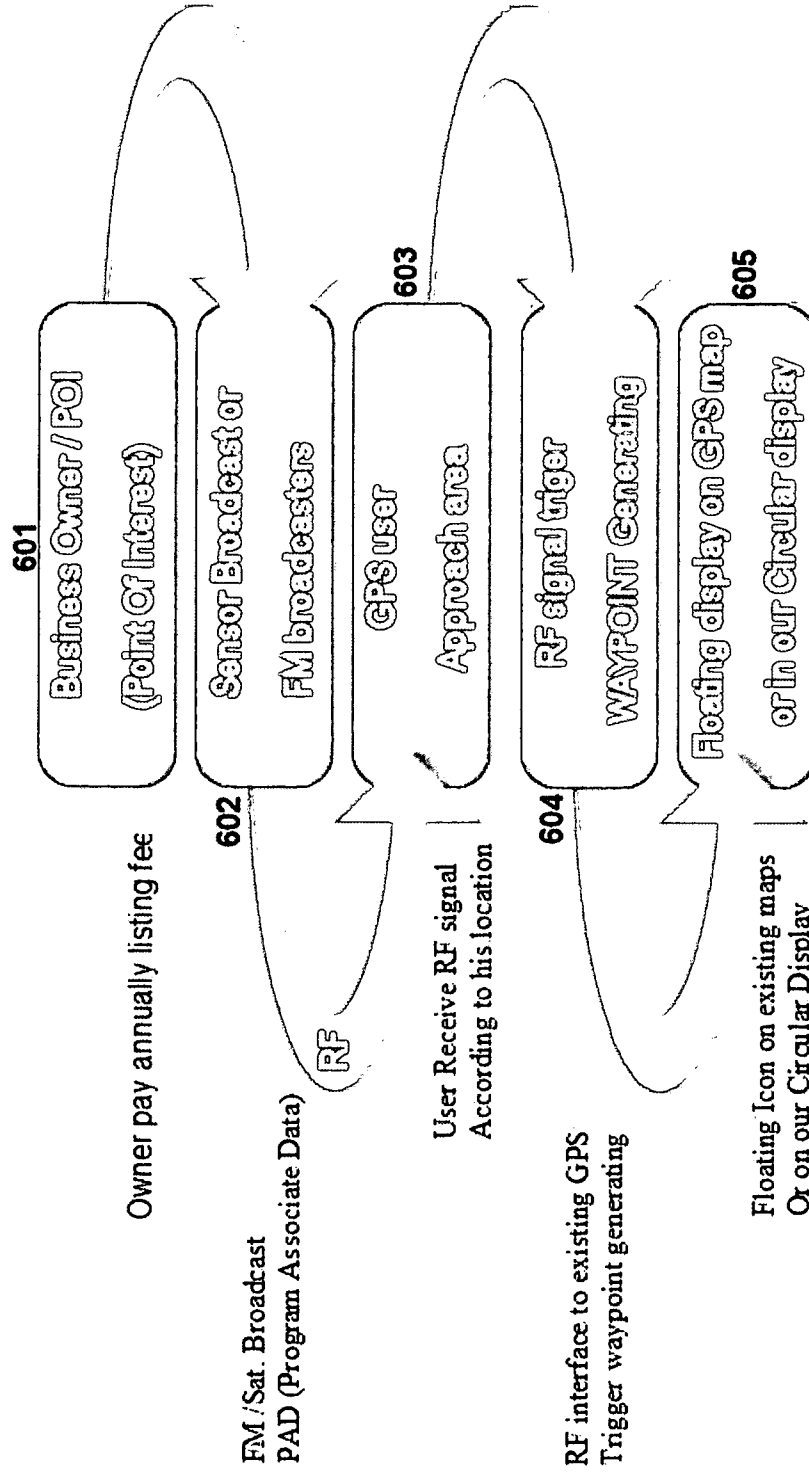 601
Business Owner / POI
((Point Of Interest)
Owner pay annually listing fee
602
Sensor Broadcast or
FM broadcasters
FM /Sat. Broadcast
PAD (Program Associate Data)
RF
603
GPS user
Approach area
User Receive RF signal
According to his location
604
RF signal triger
WAYPOINT Generating
RF interface to existing GPS
Trigger waypoint generating
605
Floating display on GPS map
or in our Circular display
Floating Icon on existing maps
Or on our Circular Display